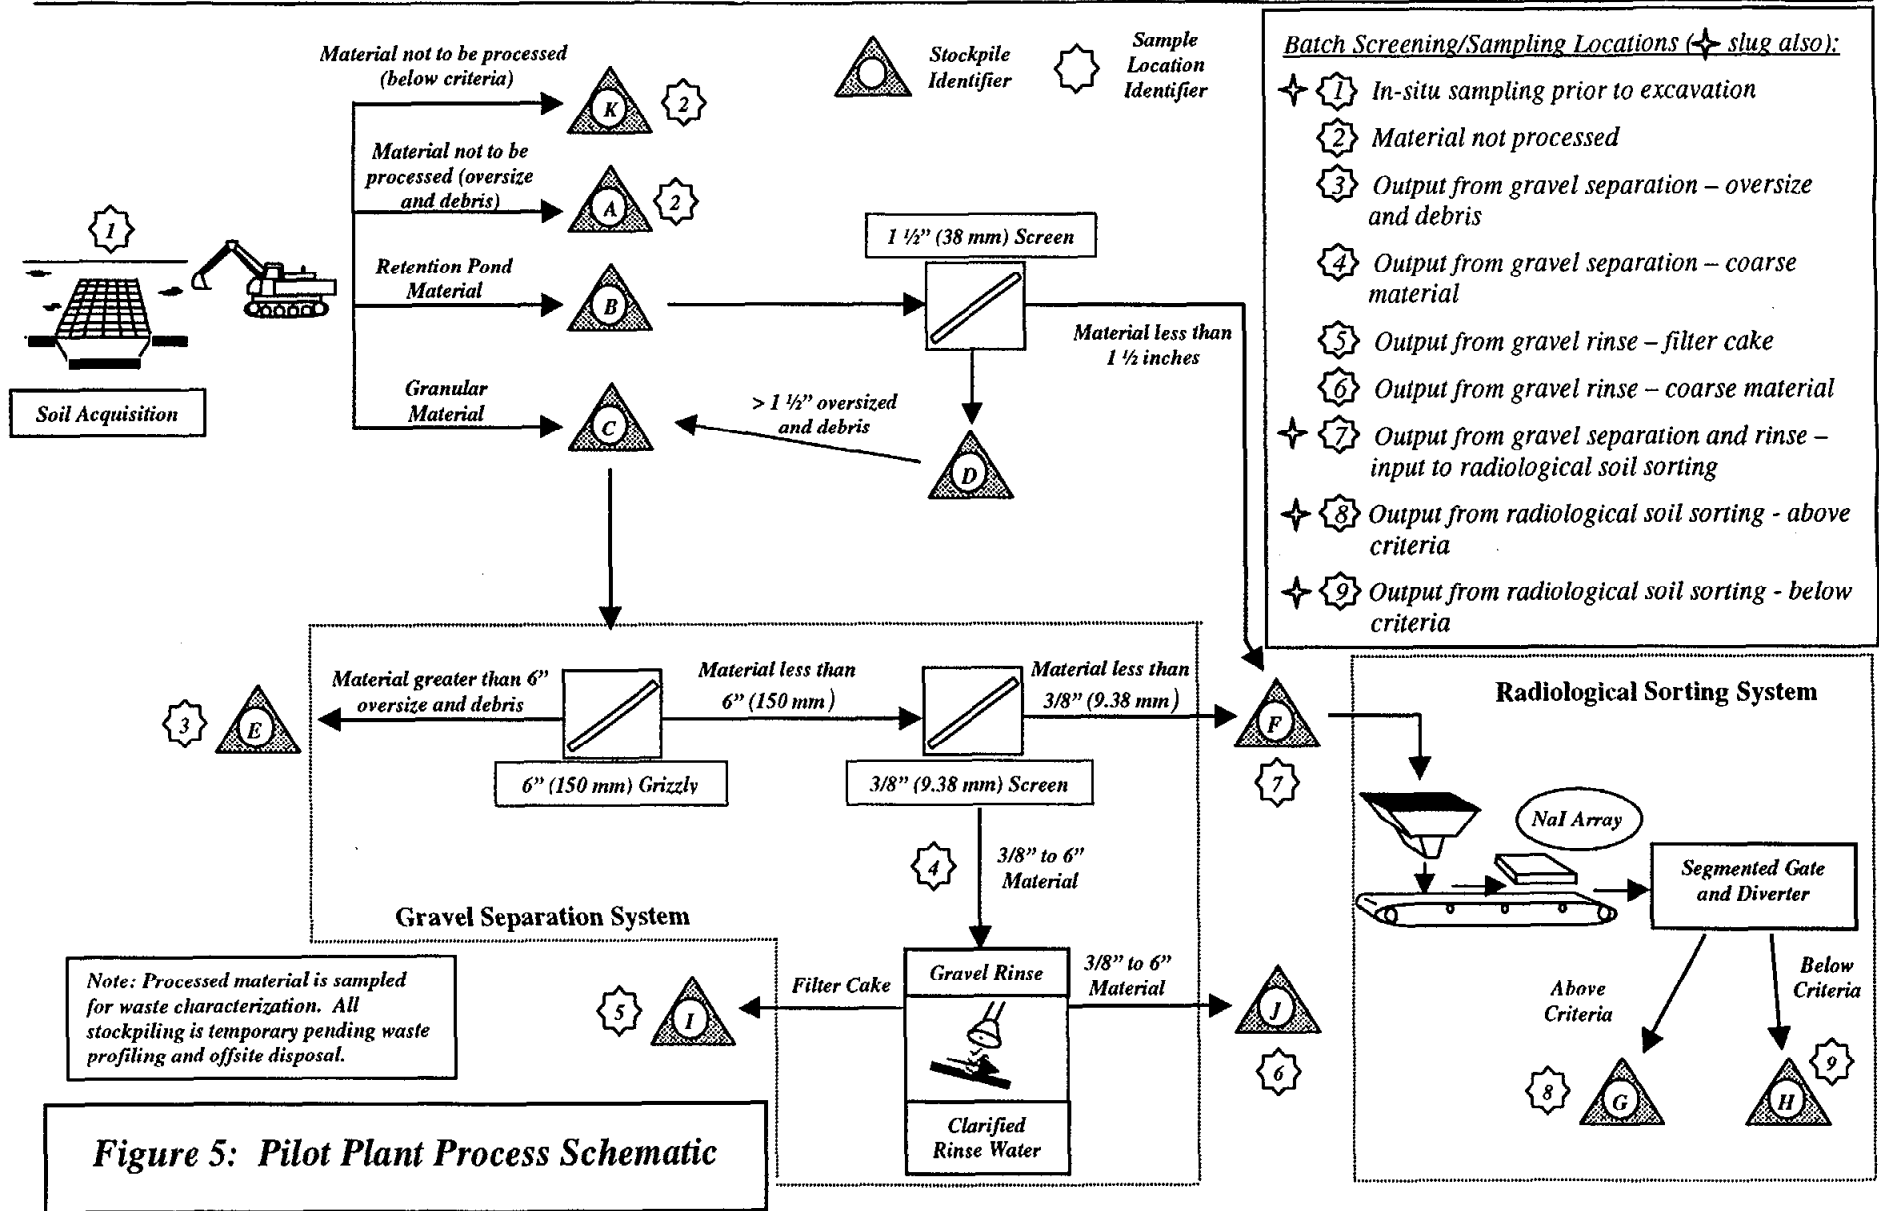 Material not to be processed
(below criteria)
K
2
Stockpile
Identifier
Sample
Location
Identifier
Material not to be
processed (oversize
and debris)
A
2
1
Retention Pond
Material
B
1 ½” (38 mm) Screen
Material less than
1 ½ inches
Soil Acquisition
Granular
Material
C
> 1 ½” oversized
and debris
D
Batch Screening/Sampling Locations ( slug also):
1 In-situ sampling prior to excavation
2 Material not processed
3 Output from gravel separation – oversize
and debris
4 Output from gravel separation – coarse
material
5 Output from gravel rinse – filter cake
6 Output from gravel rinse – coarse material
7 Output from gravel separation and rinse –
input to radiological soil sorting
8 Output from radiological soil sorting - above
criteria
9 Output from radiological soil sorting - below
criteria
3
E
Material greater than 6”
oversize and debris
Material less than
6” (150 mm)
Material less than
3/8” (9.38 mm)
6” (150 mm) Grizzly
3/8” (9.38 mm) Screen
F
7
4
3/8” to 6”
Material
Gravel Separation System
Radiological Sorting System
NaI Array
Segmented Gate
and Diverter
Above
Criteria
Below
Criteria
8
G
H
9
Note: Processed material is sampled
for waste characterization. All
stockpiling is temporary pending waste
profiling and offsite disposal.
5
I
Filter Cake
Gravel Rinse
3/8” to 6”
Material
J
6
Clarified
Rinse Water
Figure 5: Pilot Plant Process Schematic